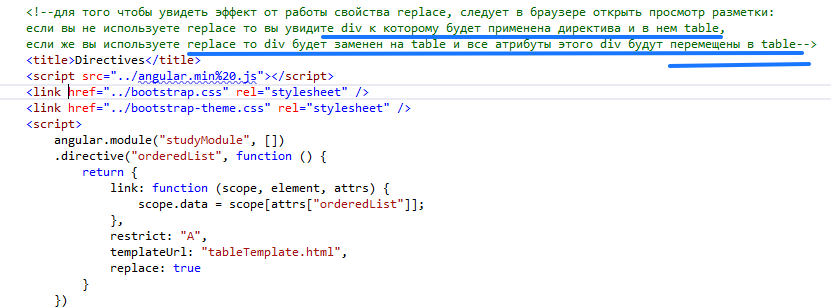 <!--для того чтобы увидеть эффект от работы свойства replace, следует в браузере открыть просмотр разметки:
если вы не используете replace то вы увидите div к которому будет применена директива и в нем table,
если же вы используете replace то div будет заменен на table и все атрибуты этого div будут перемещены в table-->
<title>Directives</title>
<script src="../angular.min%20.js"></script>
<link href="../bootstrap.css" rel="stylesheet" />
<link href="../bootstrap-theme.css" rel="stylesheet" />
<script>
    angular.module("studyModule", [])
    .directive("orderedList", function () {
        return {
            link: function (scope, element, attrs) {
                scope.data = scope[attrs["orderedList"]];
            },
            restrict: "A",
            templateUrl: "tableTemplate.html",
            replace: true
        }
    })